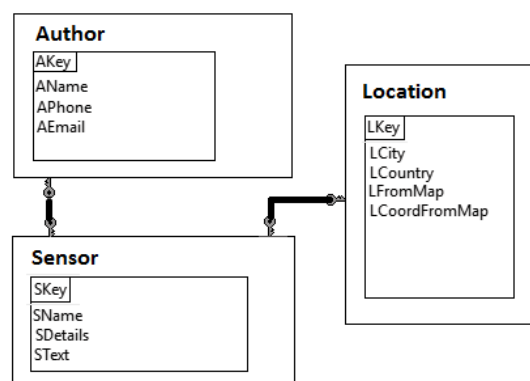 Author
AKey
AName
APhone
AEmail
Location
LKey
LCity
LCountry
LFromMap
LCoordFromMap
Sensor
SKey
SName
SDetails
SText